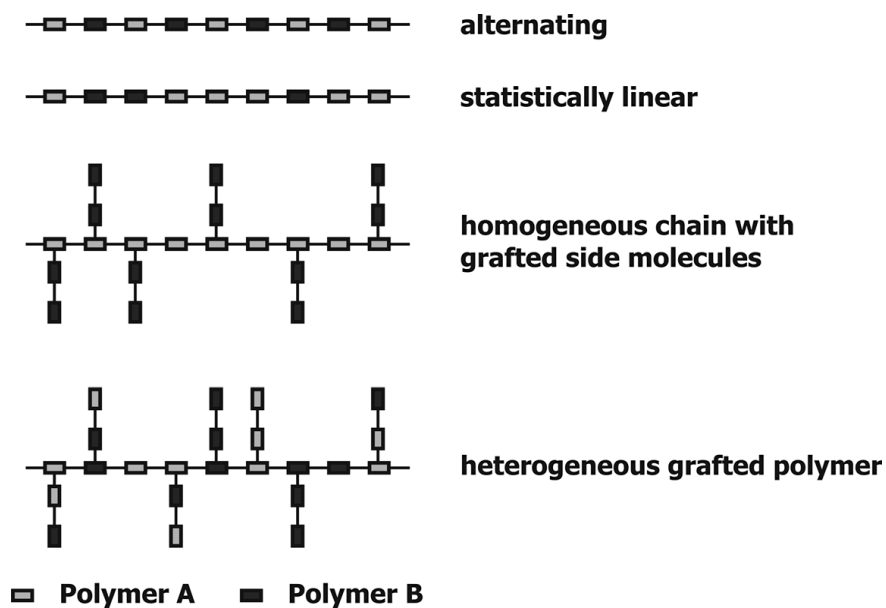 alternating
statistically linear
homogeneous chain with
grafted side molecules
heterogeneous grafted polymer
Polymer A Polymer B